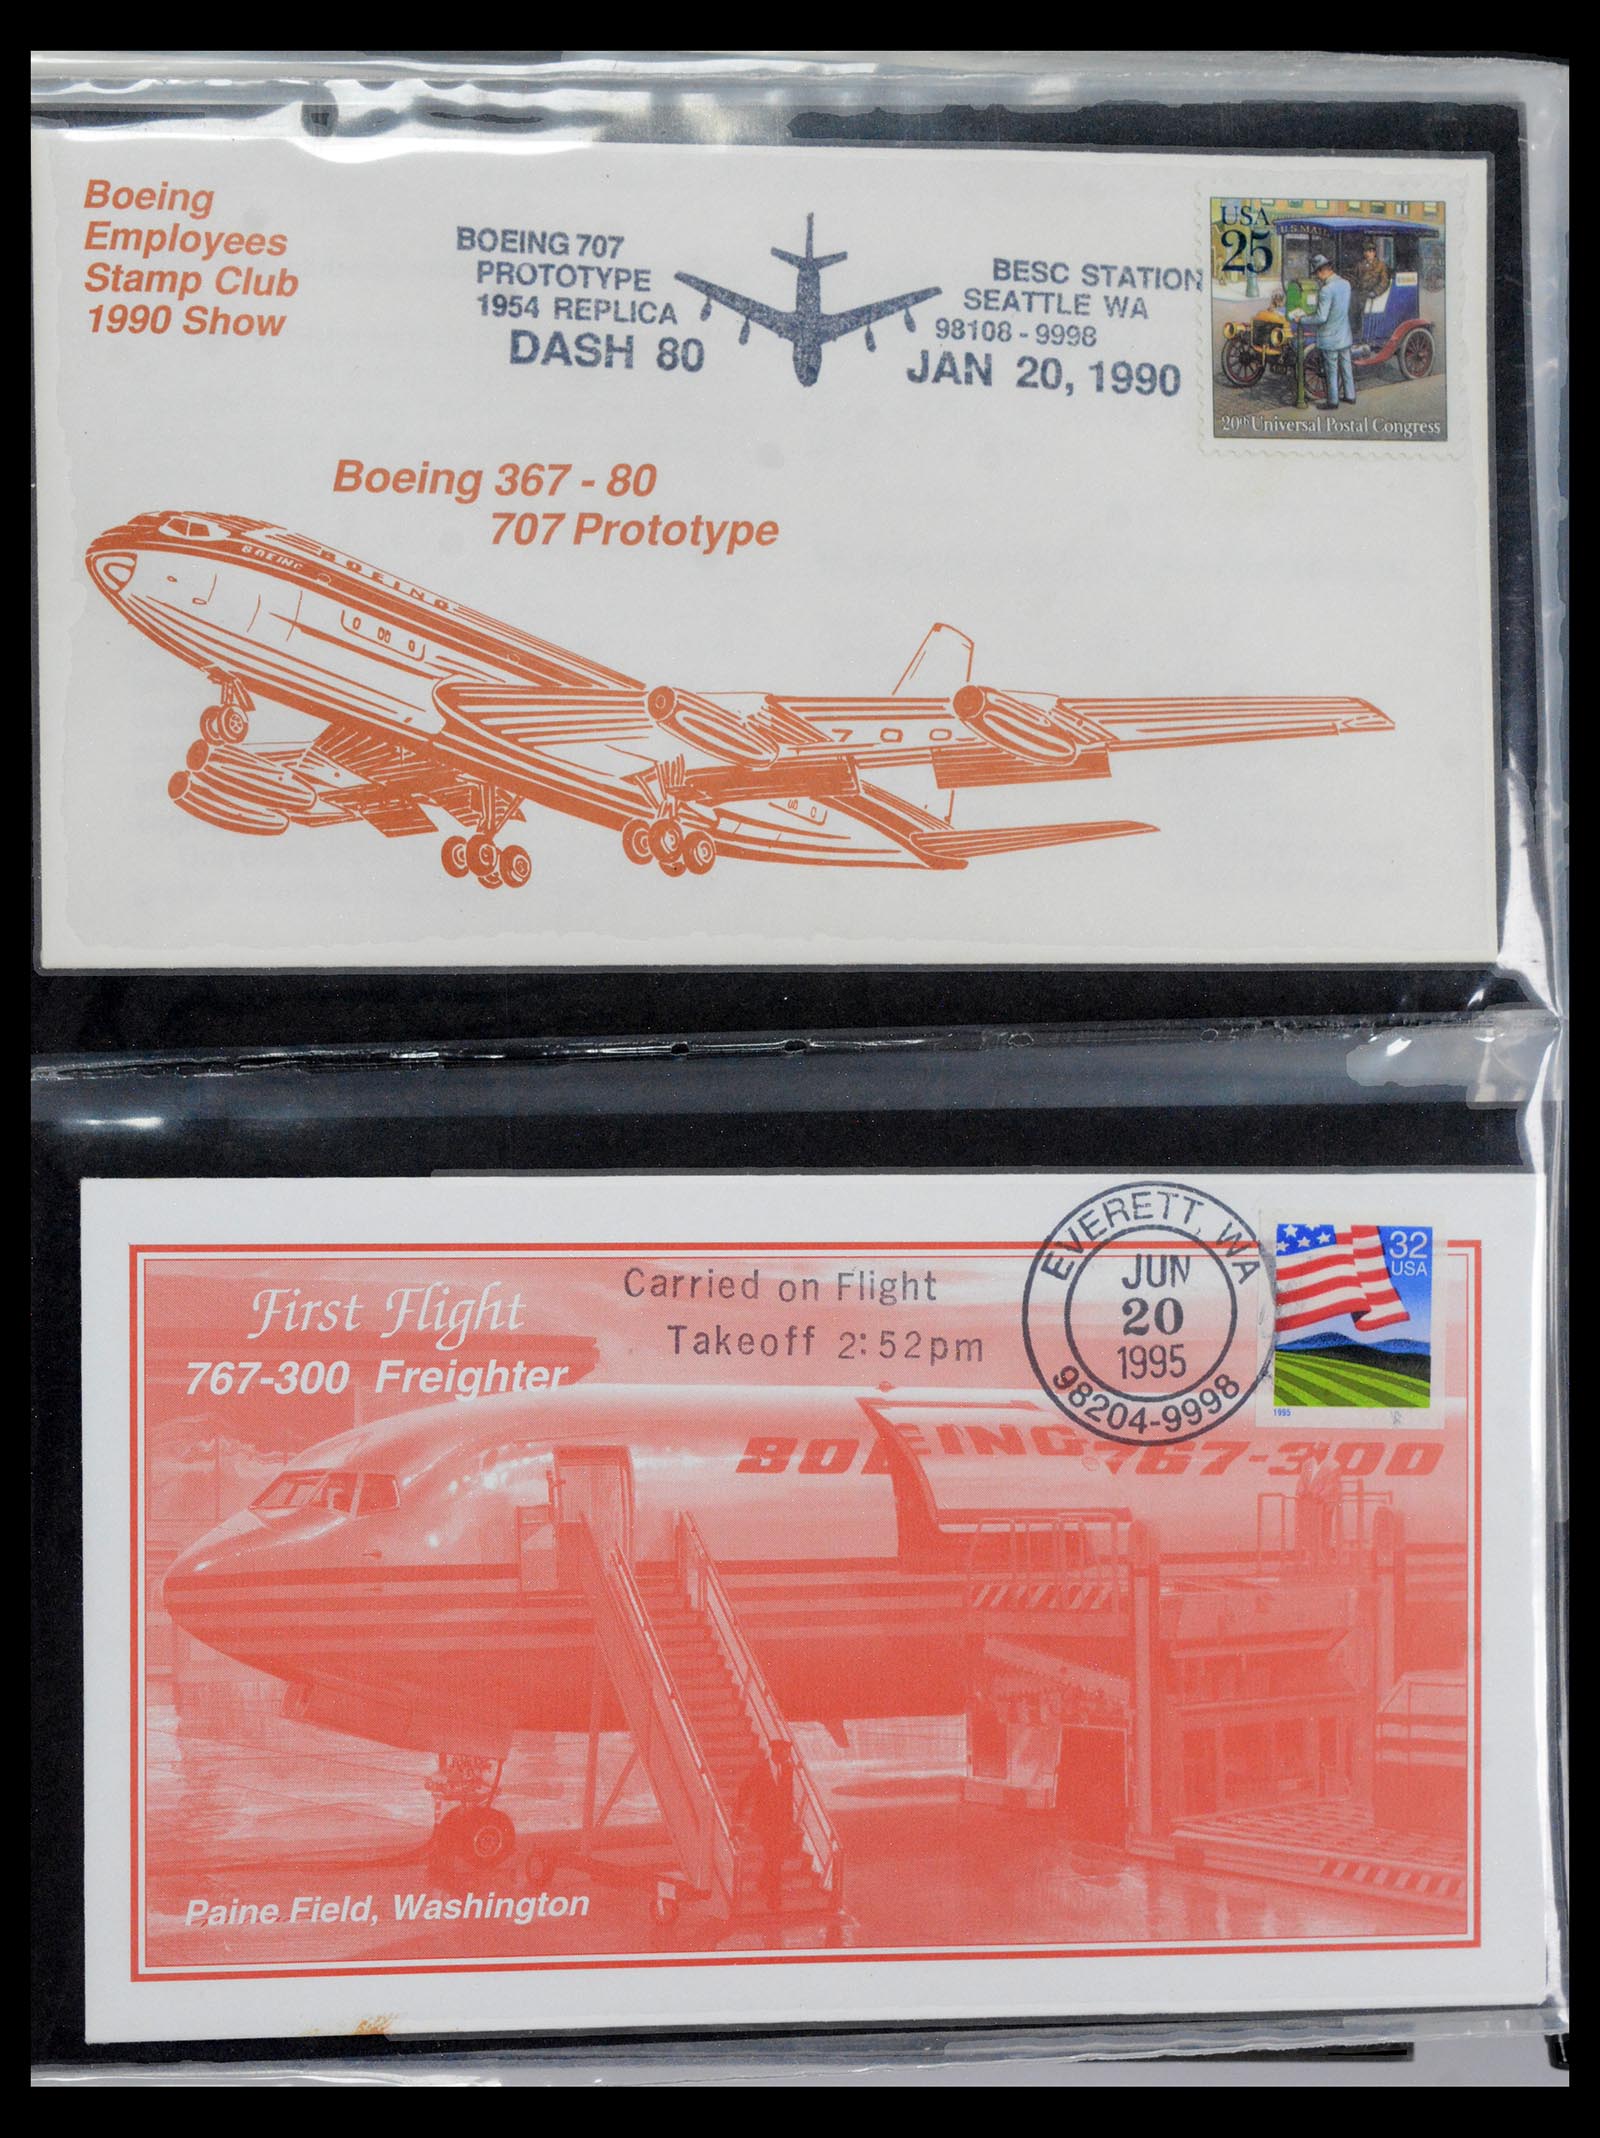 Boeing
Employees
Stamp Club
1990 Show
BOEING 707
PROTOTYPE
1954 REPLICA
DASH 80
BESC STATION
SEATTLE WA
98108-9998
JAN 20, 1990
USA
25
U.S. MAIL
20th Universal Postal Congress
Boeing 367 - 80
707 Prototype
BOEING
BOEING
700
First Flight
767-300 Freighter
Carried on Flight
Takeoff 2:52pm
EVERETT, WA
JUN
20
1995
98204-9998
32
USA
1995
BOEING 767-300
Paine Field, Washington